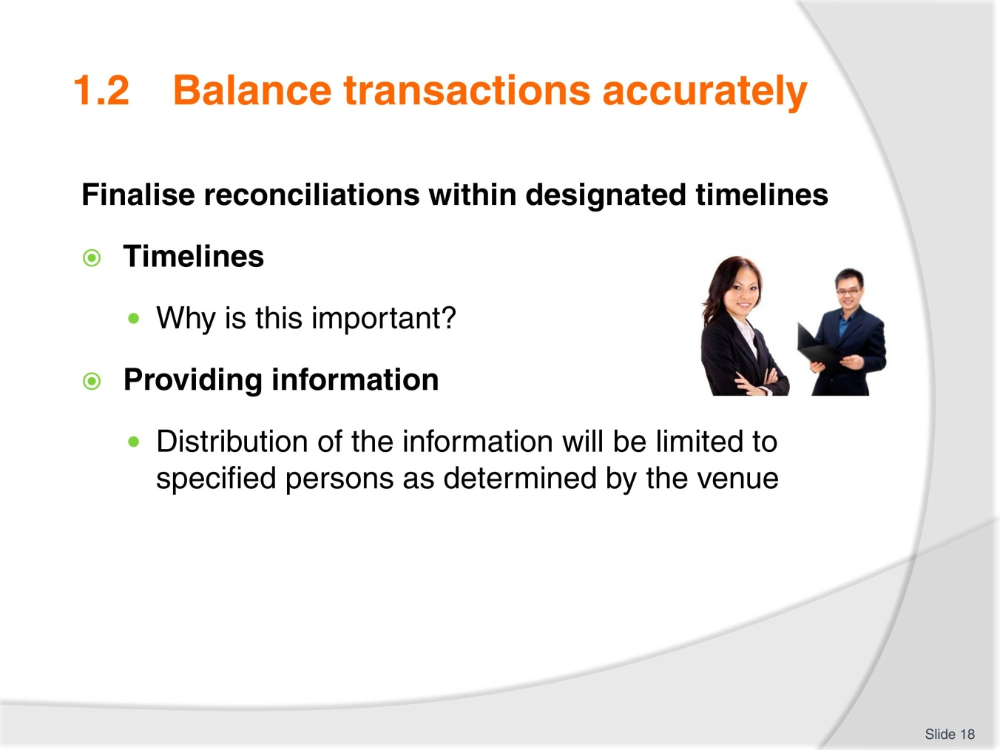 1.2 Balance transactions accurately
Finalise reconciliations within designated timelines
Timelines
Why is this important?
Providing information
Distribution of the information will be limited to
specified persons as determined by the venue
Slide 18